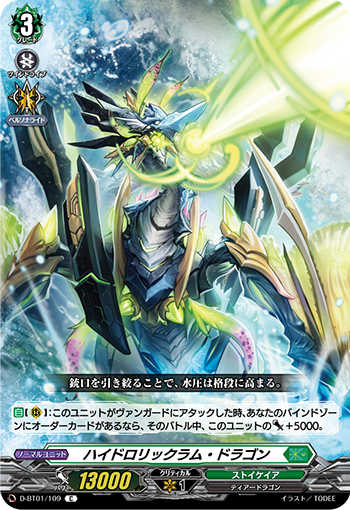 3
グレード
ツインドライブ
ペルソナライド
銃口を引き絞ることで、水圧は格段に高まる。
【自】【(R)】:このユニットがヴァンガードにアタックした時、あなたのバインドゾーンにオーダーカードがあるなら、そのバトル中、このユニットの+5000。
ノーマルユニット
ハイドロリックラム・ドラゴン
パワー 13000
クリティカル
1
ストイケイア
ティアードラゴン
D-BT01/109 C
イラスト/TODEE